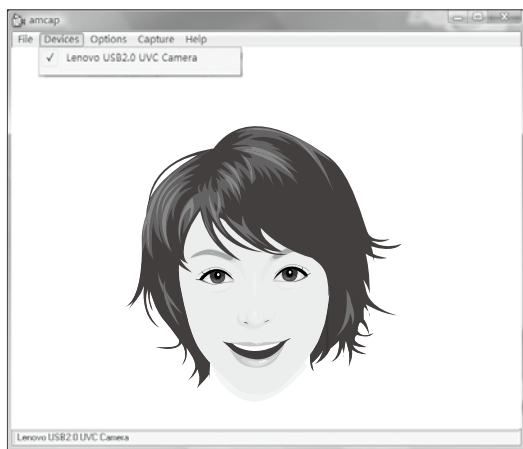 amcap
File Devices Options Capture Help
✓ Lenovo USB2.0 UVC Camera
Lenovo USB2.0 UVC Camera